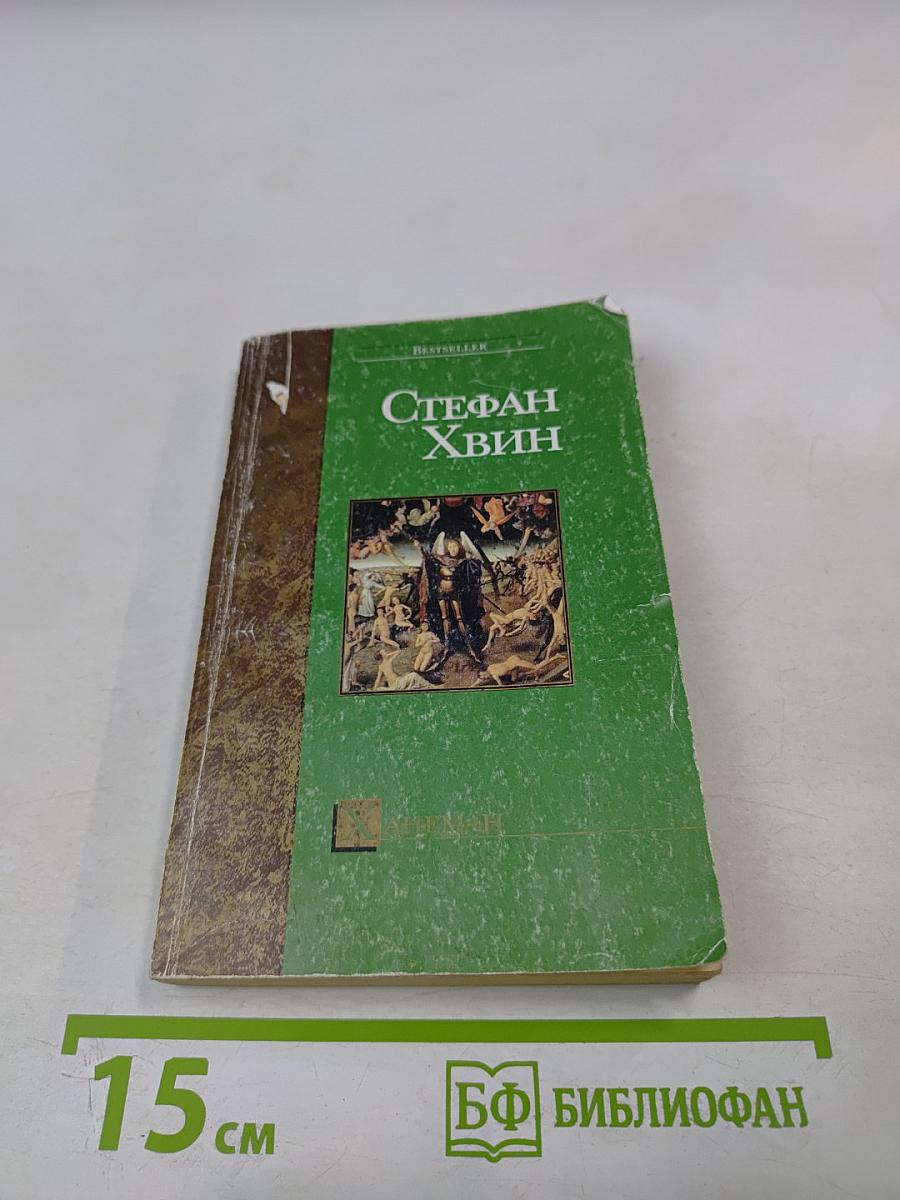 BESTSELLER
СТЕФАН
ХВИН
ХАНЕМАН
15 см
БФ БИБЛИОФАН